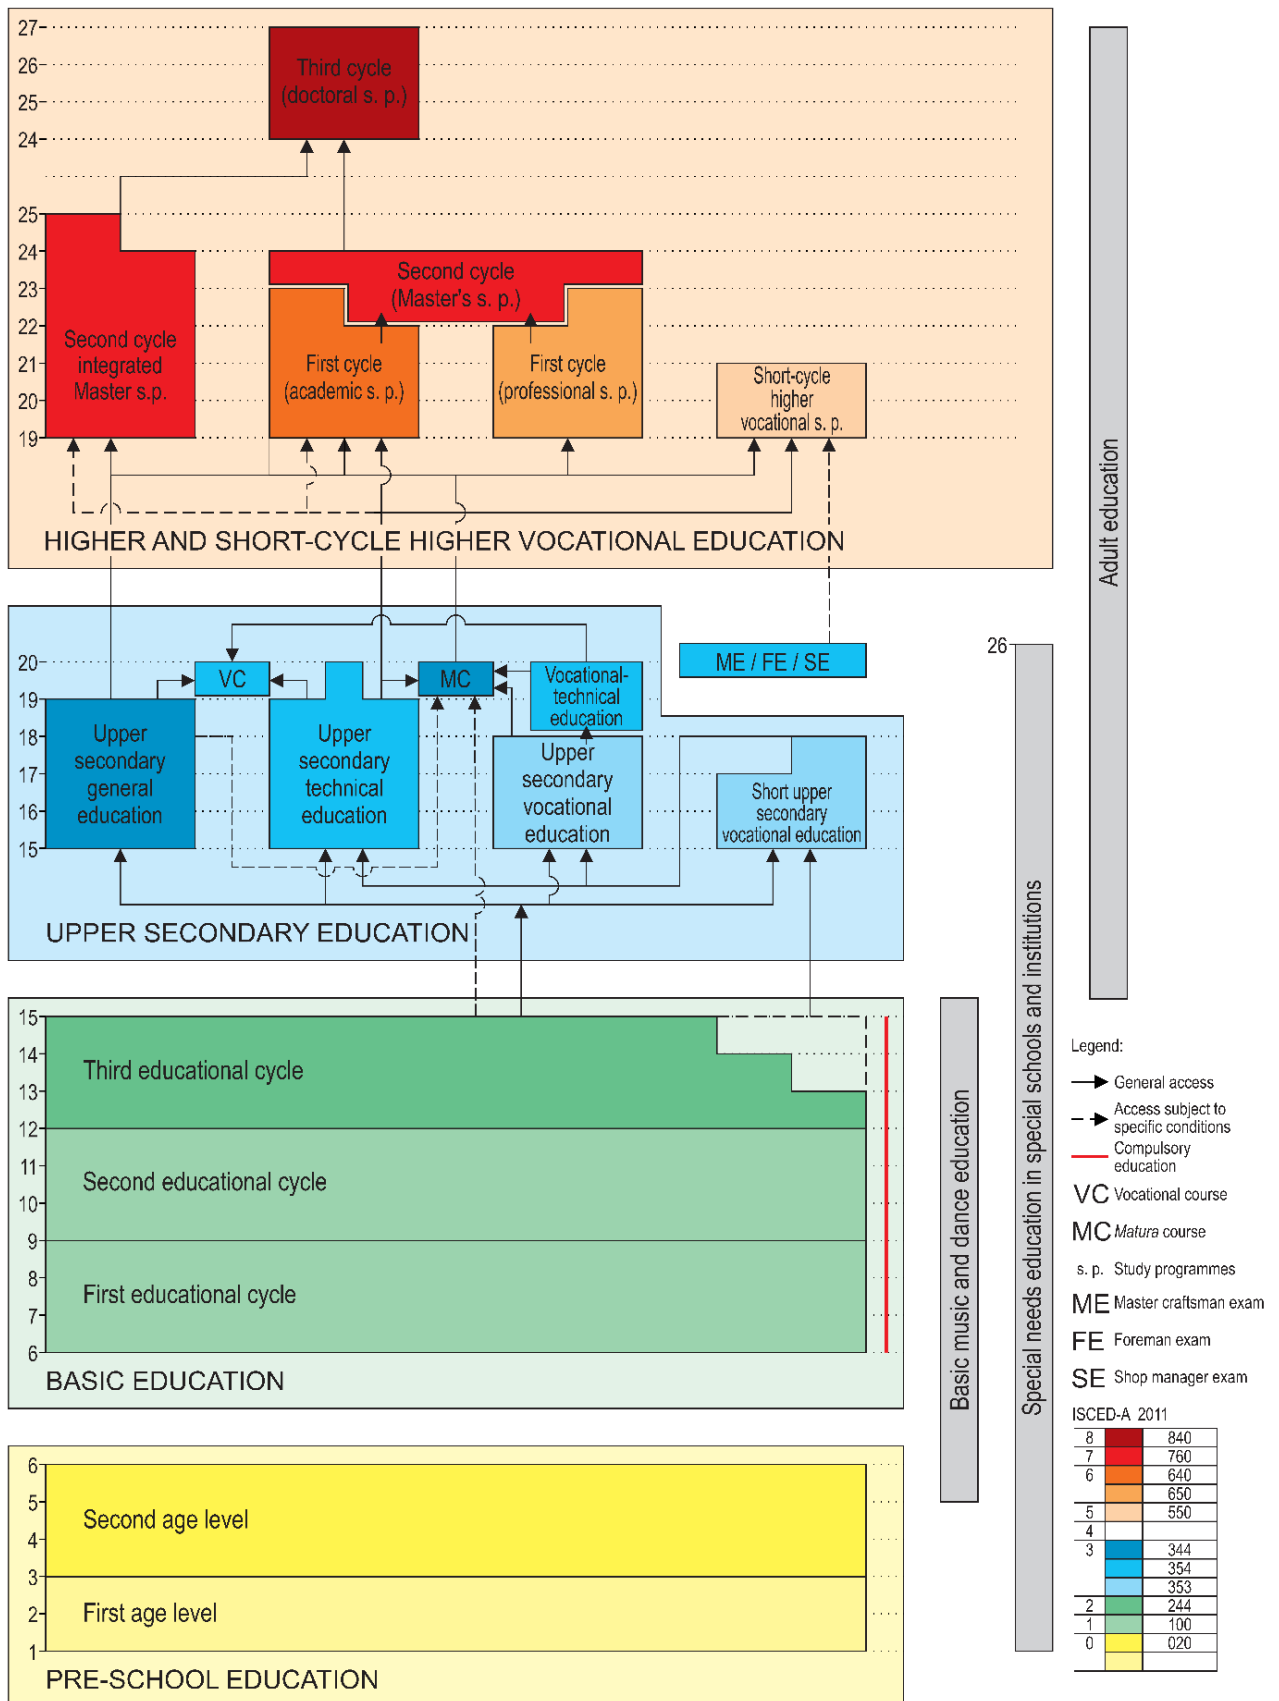 27
26
25
24
25
24
23
22
21
20
19
Third cycle
(doctoral s. p.)
Second cycle
(Master's s. p.)
Second cycle
integrated
Master s.p.
First cycle
(academic s. p.)
First cycle
(professional s. p.)
Short-cycle
higher
vocational s. p.
HIGHER AND SHORT-CYCLE HIGHER VOCATIONAL EDUCATION
20
19
18
17
16
15
VC
MC
Vocational-
technical
education
ME / FE / SE
Upper
secondary
general
education
Upper
secondary
technical
education
Upper
secondary
vocational
education
Short upper
secondary
vocational education
UPPER SECONDARY EDUCATION
15
14
13
12
11
10
9
8
7
6
Third educational cycle
Second educational cycle
First educational cycle
BASIC EDUCATION
6
5
4
3
2
1
Second age level
First age level
PRE-SCHOOL EDUCATION
Basic music and dance education
26
Special needs education in special schools and institutions
Adult education
Legend:
General access
Access subject to
specific conditions
Compulsory
education
VC Vocational course
MC Matura course
s. p. Study programmes
ME Master craftsman exam
FE Foreman exam
SE Shop manager exam
ISCED-A 2011
8 840
7 760
6 640
650
5 550
4
3 344
354
353
2 244
1 100
0 020